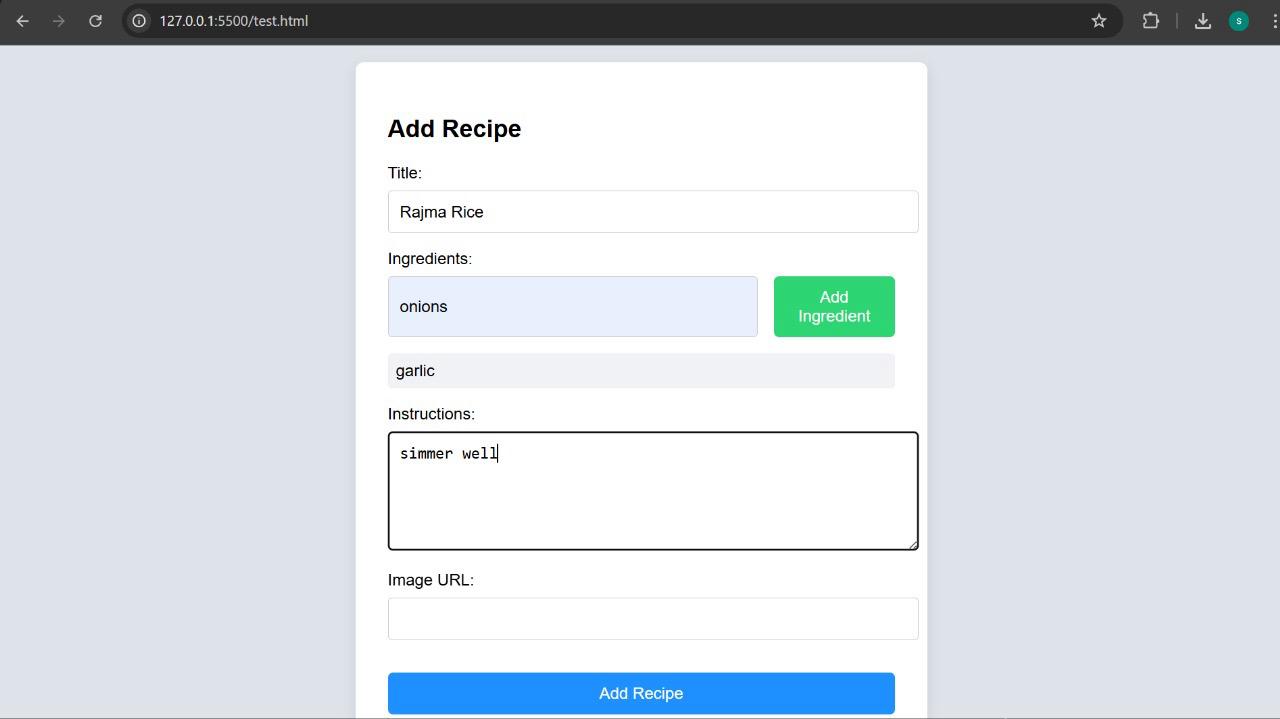 127.0.0.1:5500/test.html
s
Add Recipe
Title:
Rajma Rice
Ingredients:
onions
Add
Ingredient
garlic
Instructions:
simmer well
Image URL:
Add Recipe